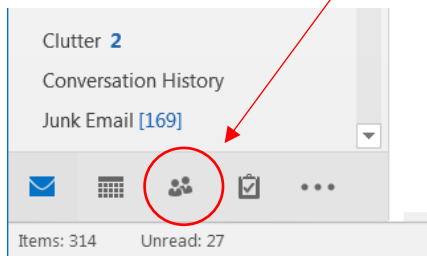 Clutter 2
Conversation History
Junk Email [169]
Items: 314 Unread: 27